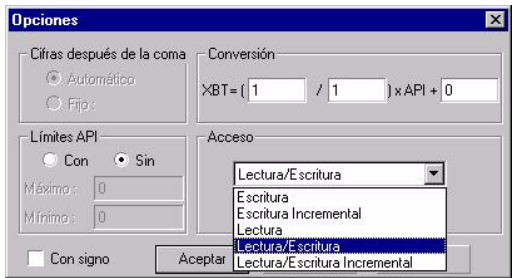 Opciones
Cifras después de la coma
Automático
Fijo :
Conversión
XBT= ( 1 / 1 ) x API + 0
Límites API
Con Sin
Máximo : 0
Mínimo : 0
Acceso
Lectura/Escritura
Escritura
Escritura Incremental
Lectura
Lectura/Escritura
Lectura/Escritura Incremental
Con signo
Aceptar